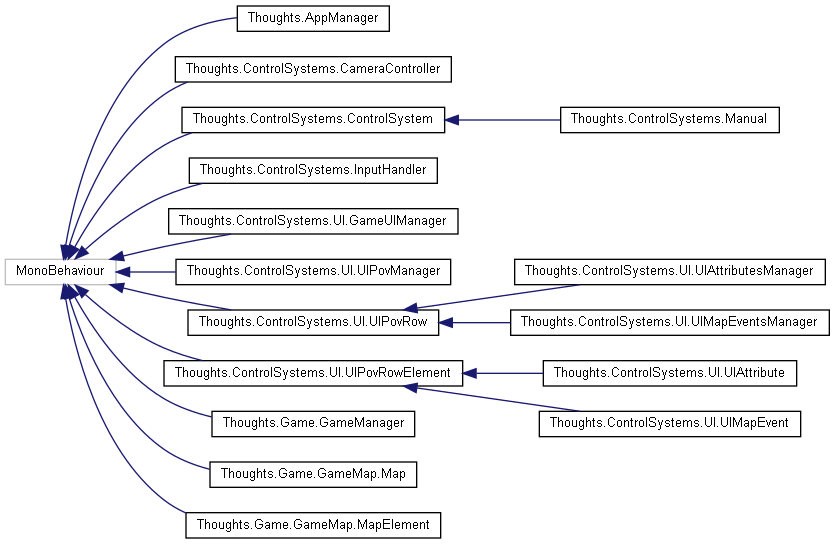 Thoughts.AppManager
Thoughts.ControlSystems.CameraController
Thoughts.ControlSystems.ControlSystem
Thoughts.ControlSystems.Manual
Thoughts.ControlSystems.InputHandler
Thoughts.ControlSystems.UI.GameUIManager
MonoBehaviour
Thoughts.ControlSystems.UI.UIPovManager
Thoughts.ControlSystems.UI.UIAttributesManager
Thoughts.ControlSystems.UI.UIPovRow
Thoughts.ControlSystems.UI.UIMapEventsManager
Thoughts.ControlSystems.UI.UIPovRowElement
Thoughts.ControlSystems.UI.UIAttribute
Thoughts.Game.GameManager
Thoughts.ControlSystems.UI.UIMapEvent
Thoughts.Game.GameMap.Map
Thoughts.Game.GameMap.MapElement